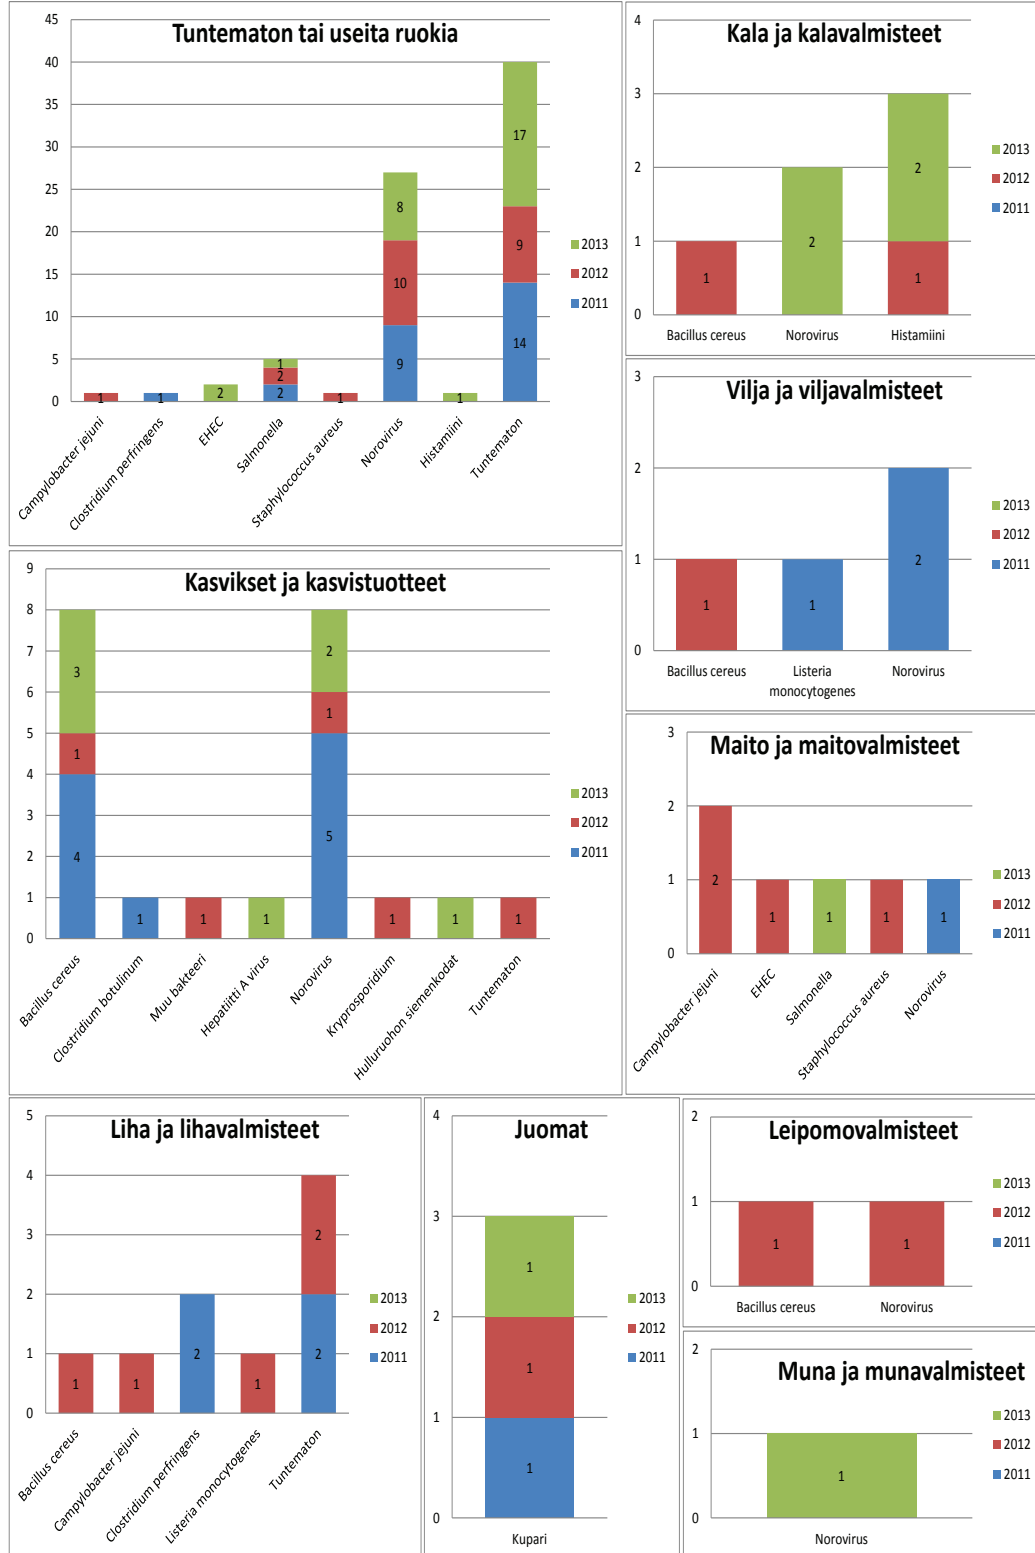 Tuntematon tai useita ruokia
45
40
35
30
25
20
15
10
5
0
1
1
2
1
2
2
1
8
10
9
1
17
9
14
Campylobacter jejuni
Clostridium perfringens
EHEC
Salmonella
Staphylococcus aureus
Norovirus
Histamiini
Tuntematon
2013
2012
2011
Kala ja kalavalmisteet
4
3
2
1
0
1
2
2
1
Bacillus cereus
Norovirus
Histamiini
2013
2012
2011
Vilja ja viljavalmisteet
3
2
1
0
1
1
2
Bacillus cereus
Listeria
monocytogenes
Norovirus
2013
2012
2011
Kasvikset ja kasvistuotteet
9
8
7
6
5
4
3
2
1
0
3
1
4
1
1
1
2
1
5
1
1
1
Bacillus cereus
Clostridium botulinum
Muu bakteeri
Hepatiitti A virus
Norovirus
Kryprosporidium
Hulluruohon siemenkodat
Tuntematon
2013
2012
2011
Maito ja maitovalmisteet
3
2
1
0
2
1
1
1
1
Campylobacter jejuni
EHEC
Salmonella
Staphylococcus aureus
Norovirus
2013
2012
2011
Liha ja lihavalmisteet
5
4
3
2
1
0
1
1
2
1
2
2
Bacillus cereus
Campylobacter jejuni
Clostridium perfringens
Listeria monocytogenes
Tuntematon
2013
2012
2011
Juomat
4
3
2
1
0
1
1
1
Kupari
2013
2012
2011
Leipomovalmisteet
2
1
0
1
1
Bacillus cereus
Norovirus
2013
2012
2011
Muna ja munavalmisteet
2
1
0
1
Norovirus
2013
2012
2011